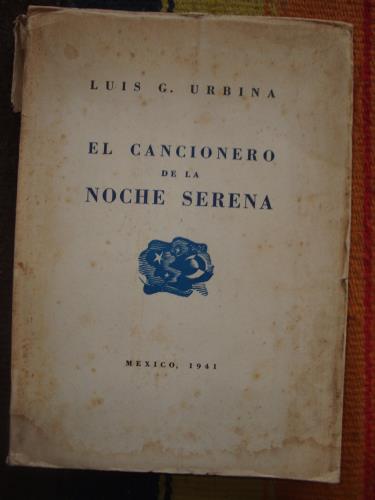 LUIS G. URBINA
EL CANCIONERO
DE LA
NOCHE SERENA
MEXICO, 1941